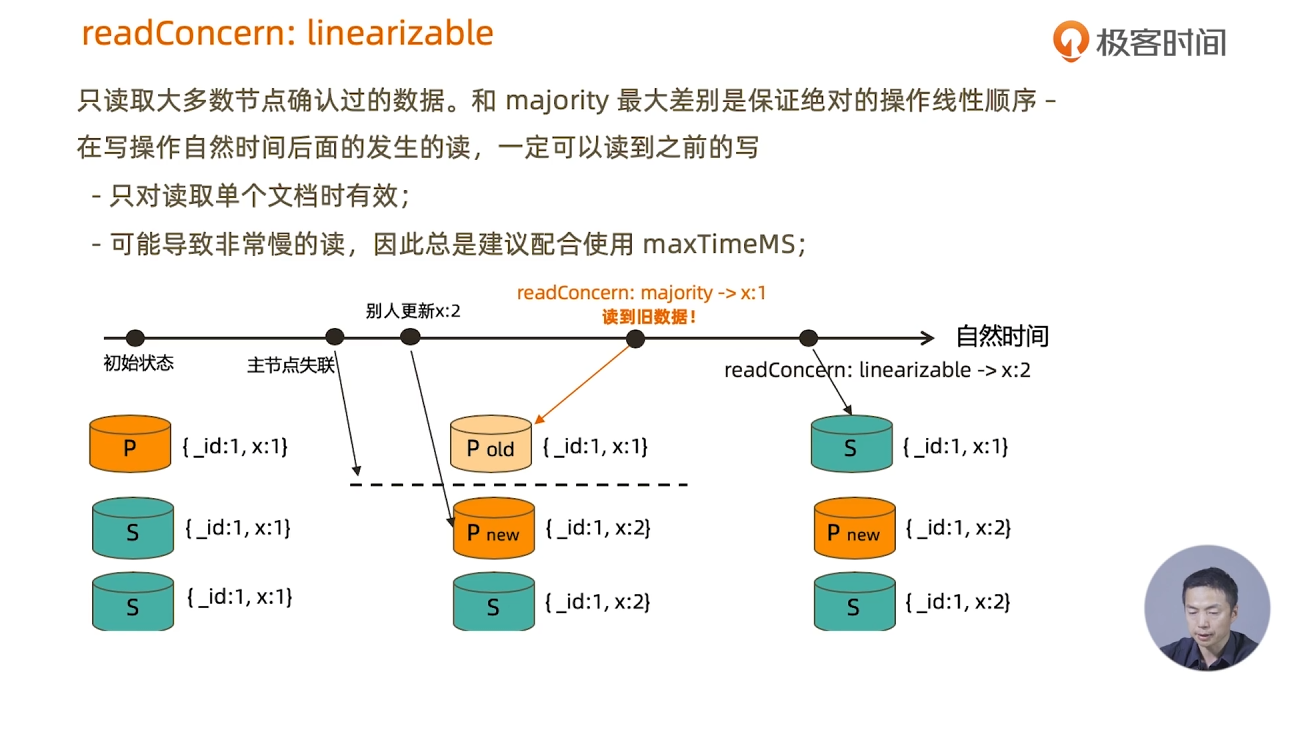 readConcern: linearizable
极客时间
只读取大多数节点确认过的数据。和 majority 最大差别是保证绝对的操作线性顺序 –
在写操作自然时间后面的发生的读，一定可以读到之前的写
- 只对读取单个文档时有效；
- 可能导致非常慢的读，因此总是建议配合使用 maxTimeMS；
readConcern: majority -> x:1
读到旧数据！
别人更新x:2
自然时间
初始状态
主节点失联
readConcern: linearizable -> x:2
P { _id:1, x:1}
P old { _id:1, x:1}
S { _id:1, x:1}
S { _id:1, x:1}
P new { _id:1, x:2}
P new { _id:1, x:2}
S { _id:1, x:1}
S { _id:1, x:2}
S { _id:1, x:2}